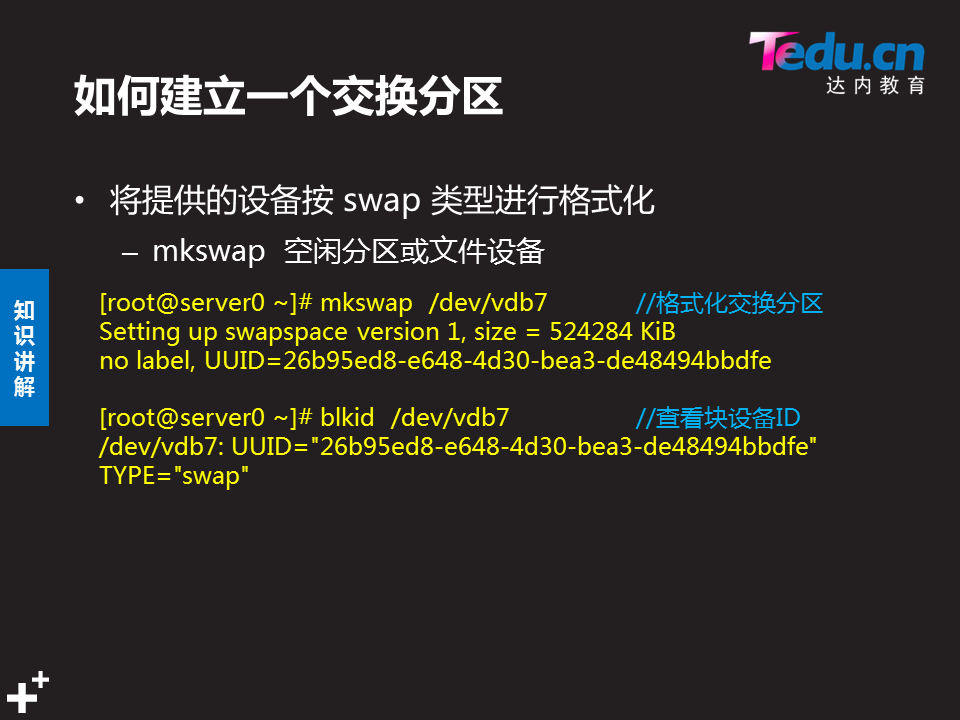 Tedu.cn
达内教育
如何建立一个交换分区
• 将提供的设备按 swap 类型进行格式化
– mkswap 空闲分区或文件设备
知识讲解
[root@server0 ~]# mkswap /dev/vdb7 //格式化交换分区
Setting up swapspace version 1, size = 524284 KiB
no label, UUID=26b95ed8-e648-4d30-bea3-de48494bbdfe
[root@server0 ~]# blkid /dev/vdb7 //查看块设备ID
/dev/vdb7: UUID="26b95ed8-e648-4d30-bea3-de48494bbdfe"
TYPE="swap"